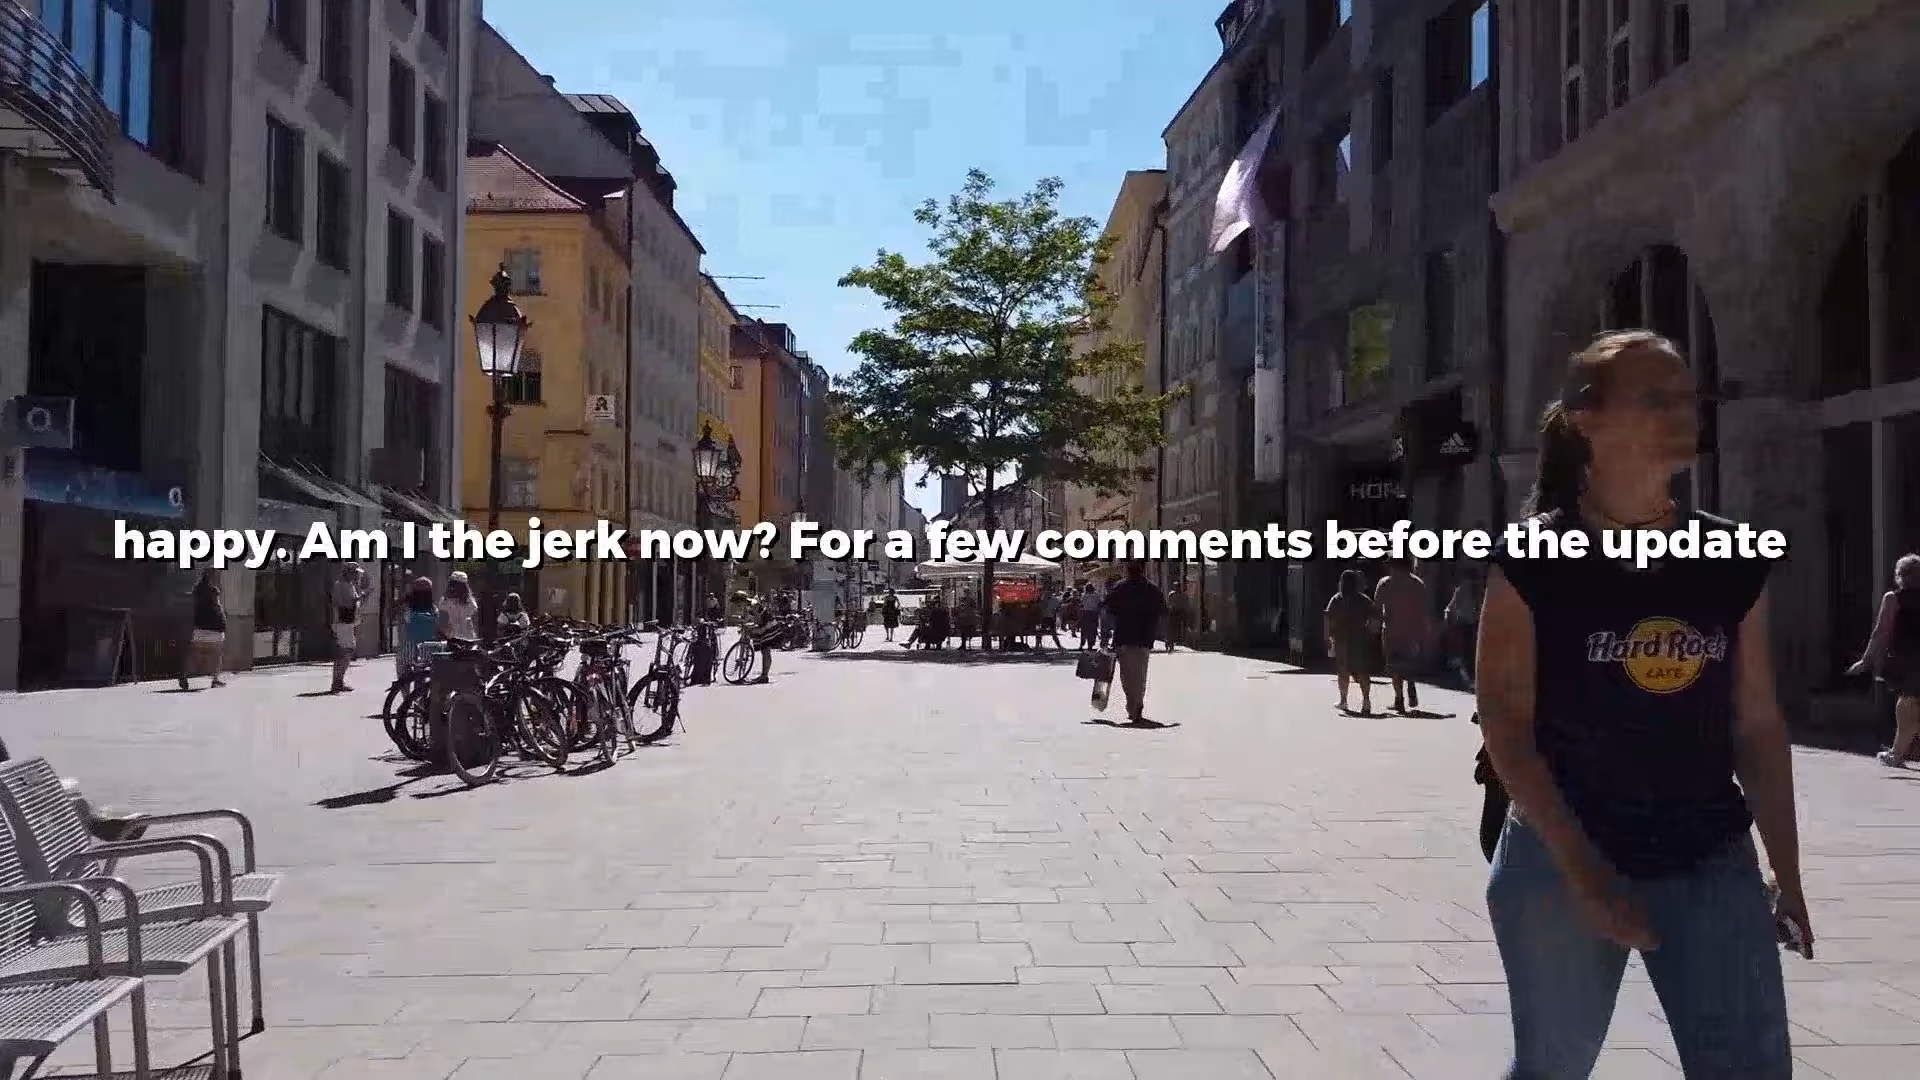 happy. Am I the jerk now? For a few comments before the update
Hard Rock
CAFE